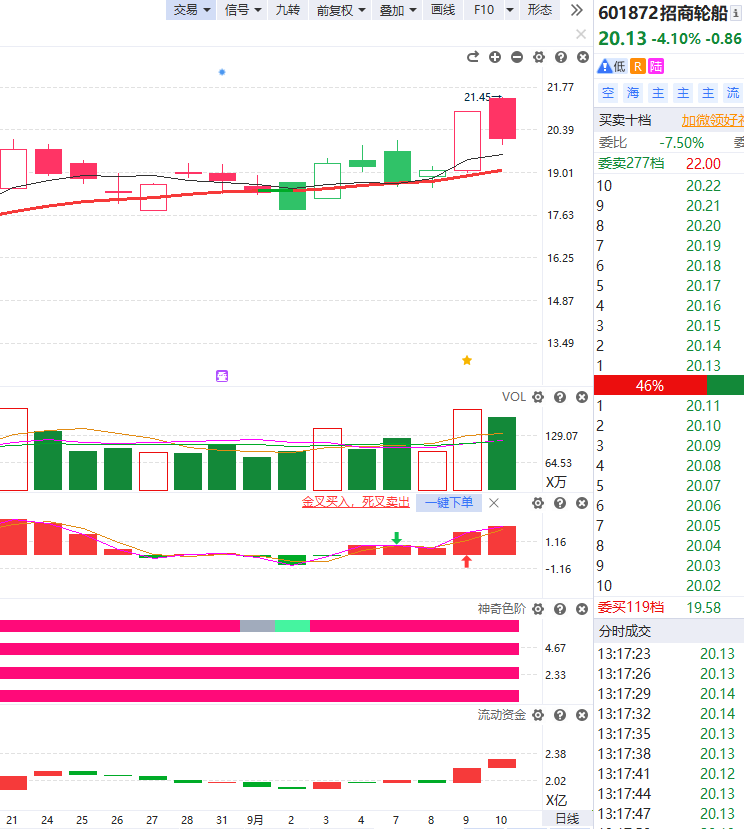 交易 信号 九转 前复权 叠加 画线 F10 形态
21.77
21.45
20.39
19.01
17.63
16.25
14.87
13.49
VOL
129.07
64.53
X万
金叉买入，死叉卖出 一键下单
1.16
-1.16
神奇色阶
4.67
2.33
流动资金
2.38
2.02
X亿
21 24 25 26 27 28 31 9月 2 3 4 7 8 9 10 日线
601872招商轮船
20.13 -4.10% -0.86
低 R 陆
空 海 主 主 主 流
买卖十档 加微领好
委比 -7.50%
委卖277档 22.00
10 20.22
9 20.21
8 20.20
7 20.19
6 20.18
5 20.17
4 20.16
3 20.15
2 20.14
1 20.13
46%
1 20.11
2 20.10
3 20.09
4 20.08
5 20.07
6 20.06
7 20.05
8 20.04
9 20.03
10 20.02
委买119档 19.58
分时成交
13:17:23 20.13
13:17:26 20.13
13:17:29 20.14
13:17:32 20.14
13:17:35 20.13
13:17:38 20.13
13:17:41 20.12
13:17:44 20.13
13:17:47 20.13